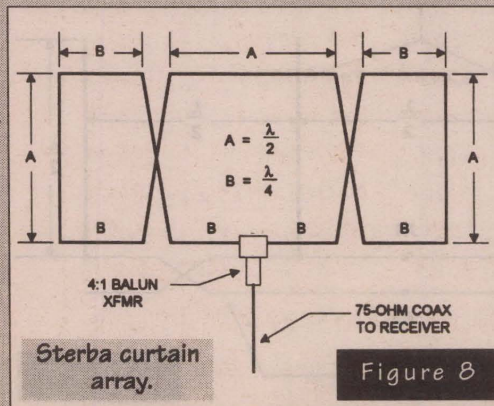 B
A
B
A
A = λ/2
A
B = λ/4
B
B
B
B
4:1 BALUN
XFMR
75-OHM COAX
TO RECEIVER
Sterba curtain
array.
Figure 8